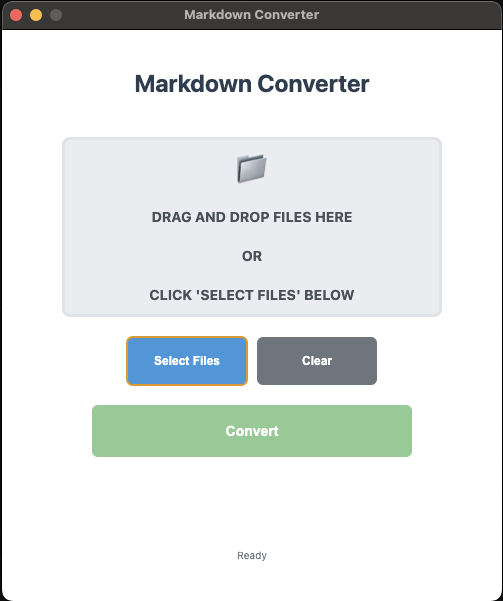 Markdown Converter
Markdown Converter
DRAG AND DROP FILES HERE
OR
CLICK 'SELECT FILES' BELOW
Select Files
Clear
Convert
Ready